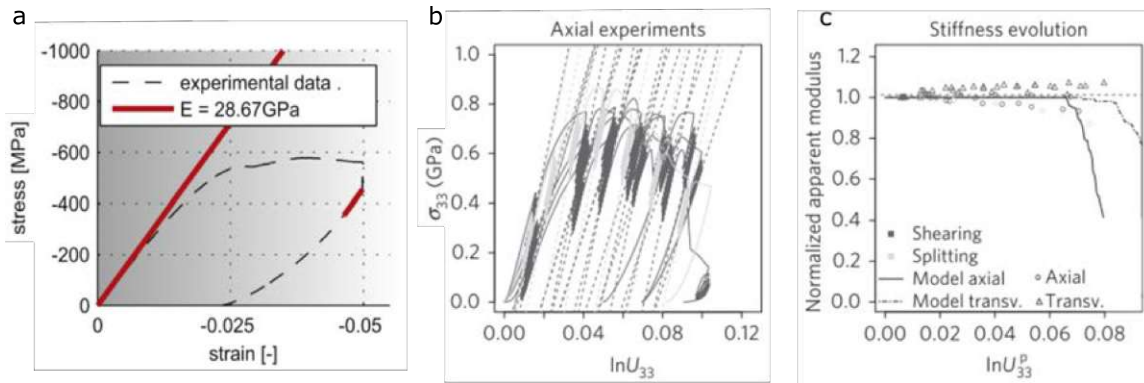 a
-1000
-800
-600
-400
-200
0
stress [MPa]
experimental data .
E = 28.67GPa
0
-0.025
-0.05
strain [-]
b
Axial experiments
1.0
0.8
0.6
0.4
0.2
0.0
σ33 (GPa)
0.00
0.04
0.08
0.12
lnU33
c
Stiffness evolution
1.2
1.0
0.8
0.6
0.4
0.2
0.0
Normalized apparent modulus
Shearing
Splitting
Model axial
Axial
Model transv.
Transv.
0.00
0.02
0.04
0.06
0.08
lnU33^p